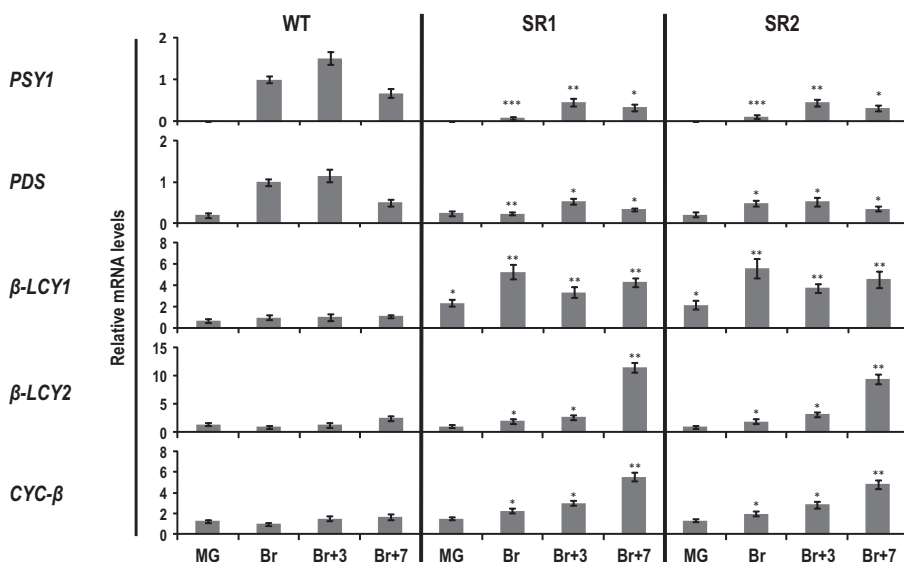 WT SR1 SR2
Relative mRNA levels
PSY1
2
1
0
*** ** * *** ** *
PDS
2
1
0
** * * * * *
β-LCY1
8
6
4
2
0
* ** ** ** * ** ** **
β-LCY2
15
10
5
0
* * ** * * **
CYC-β
8
6
4
2
0
* * ** * * **
MG Br Br+3 Br+7 MG Br Br+3 Br+7 MG Br Br+3 Br+7